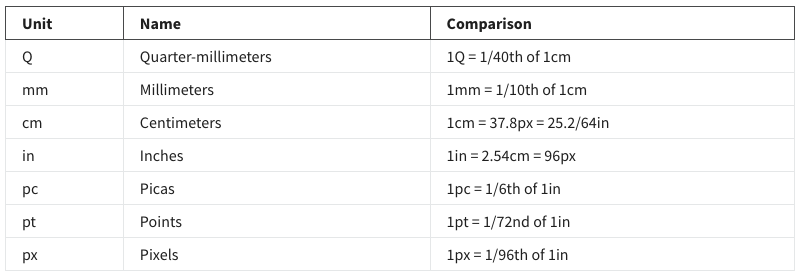 Unit Name Comparison
Q Quarter-millimeters 1Q = 1/40th of 1cm
mm Millimeters 1mm = 1/10th of 1cm
cm Centimeters 1cm = 37.8px = 25.2/64in
in Inches 1in = 2.54cm = 96px
pc Picas 1pc = 1/6th of 1in
pt Points 1pt = 1/72nd of 1in
px Pixels 1px = 1/96th of 1in